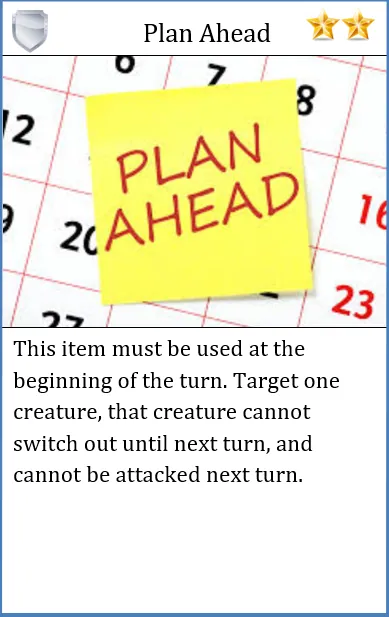 Plan Ahead
6
7
8
12
PLAN
AHEAD
9
20
16
23
27
This item must be used at the
beginning of the turn. Target one
creature, that creature cannot
switch out until next turn, and
cannot be attacked next turn.